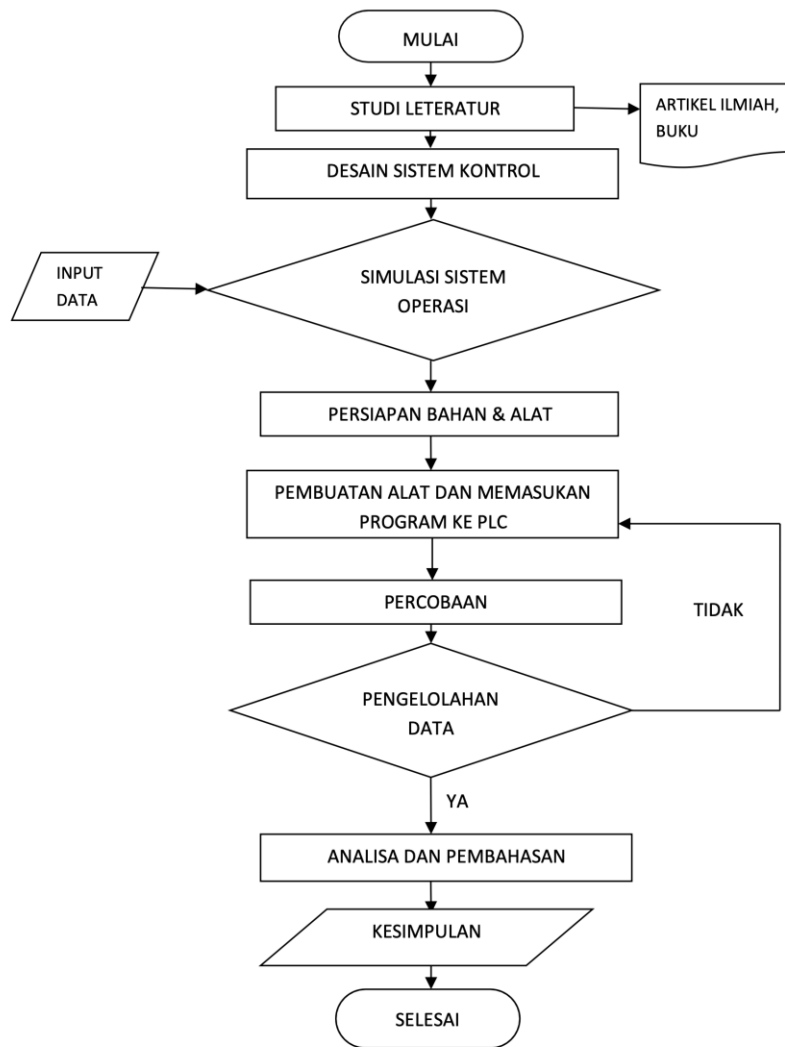 MULAI
STUDI LETERATUR
ARTIKEL ILMIAH,
BUKU
DESAIN SISTEM KONTROL
INPUT
DATA
SIMULASI SISTEM
OPERASI
PERSIAPAN BAHAN & ALAT
PEMBUATAN ALAT DAN MEMASUKAN
PROGRAM KE PLC
PERCOBAAN
TIDAK
PENGELOLAHAN
DATA
YA
ANALISA DAN PEMBAHASAN
KESIMPULAN
SELESAI